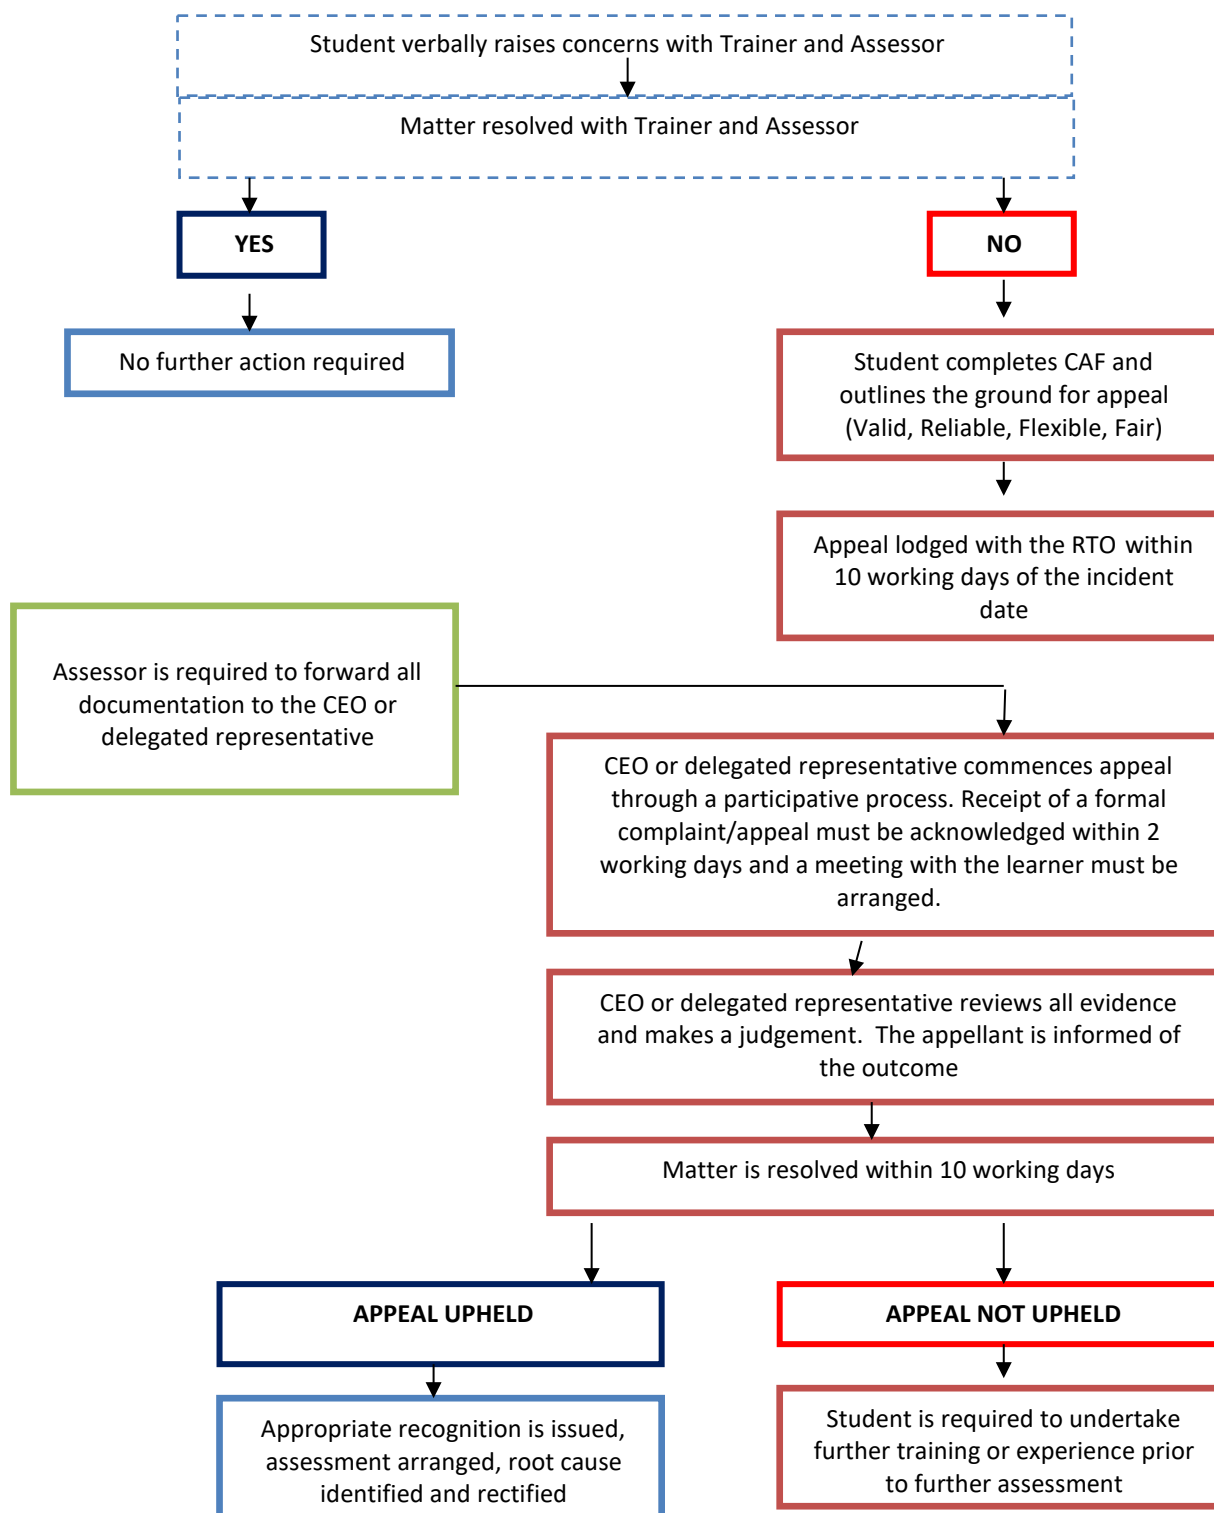 Student verbally raises concerns with Trainer and Assessor
Matter resolved with Trainer and Assessor
YES
NO
No further action required
Student completes CAF and
outlines the ground for appeal
(Valid, Reliable, Flexible, Fair)
Appeal lodged with the RTO within
10 working days of the incident
date
Assessor is required to forward all
documentation to the CEO or
delegated representative
CEO or delegated representative commences appeal
through a participative process. Receipt of a formal
complaint/appeal must be acknowledged within 2
working days and a meeting with the learner must be
arranged.
CEO or delegated representative reviews all evidence
and makes a judgement. The appellant is informed of
the outcome
Matter is resolved within 10 working days
APPEAL UPHELD
APPEAL NOT UPHELD
Appropriate recognition is issued,
assessment arranged, root cause
identified and rectified
Student is required to undertake
further training or experience prior
to further assessment